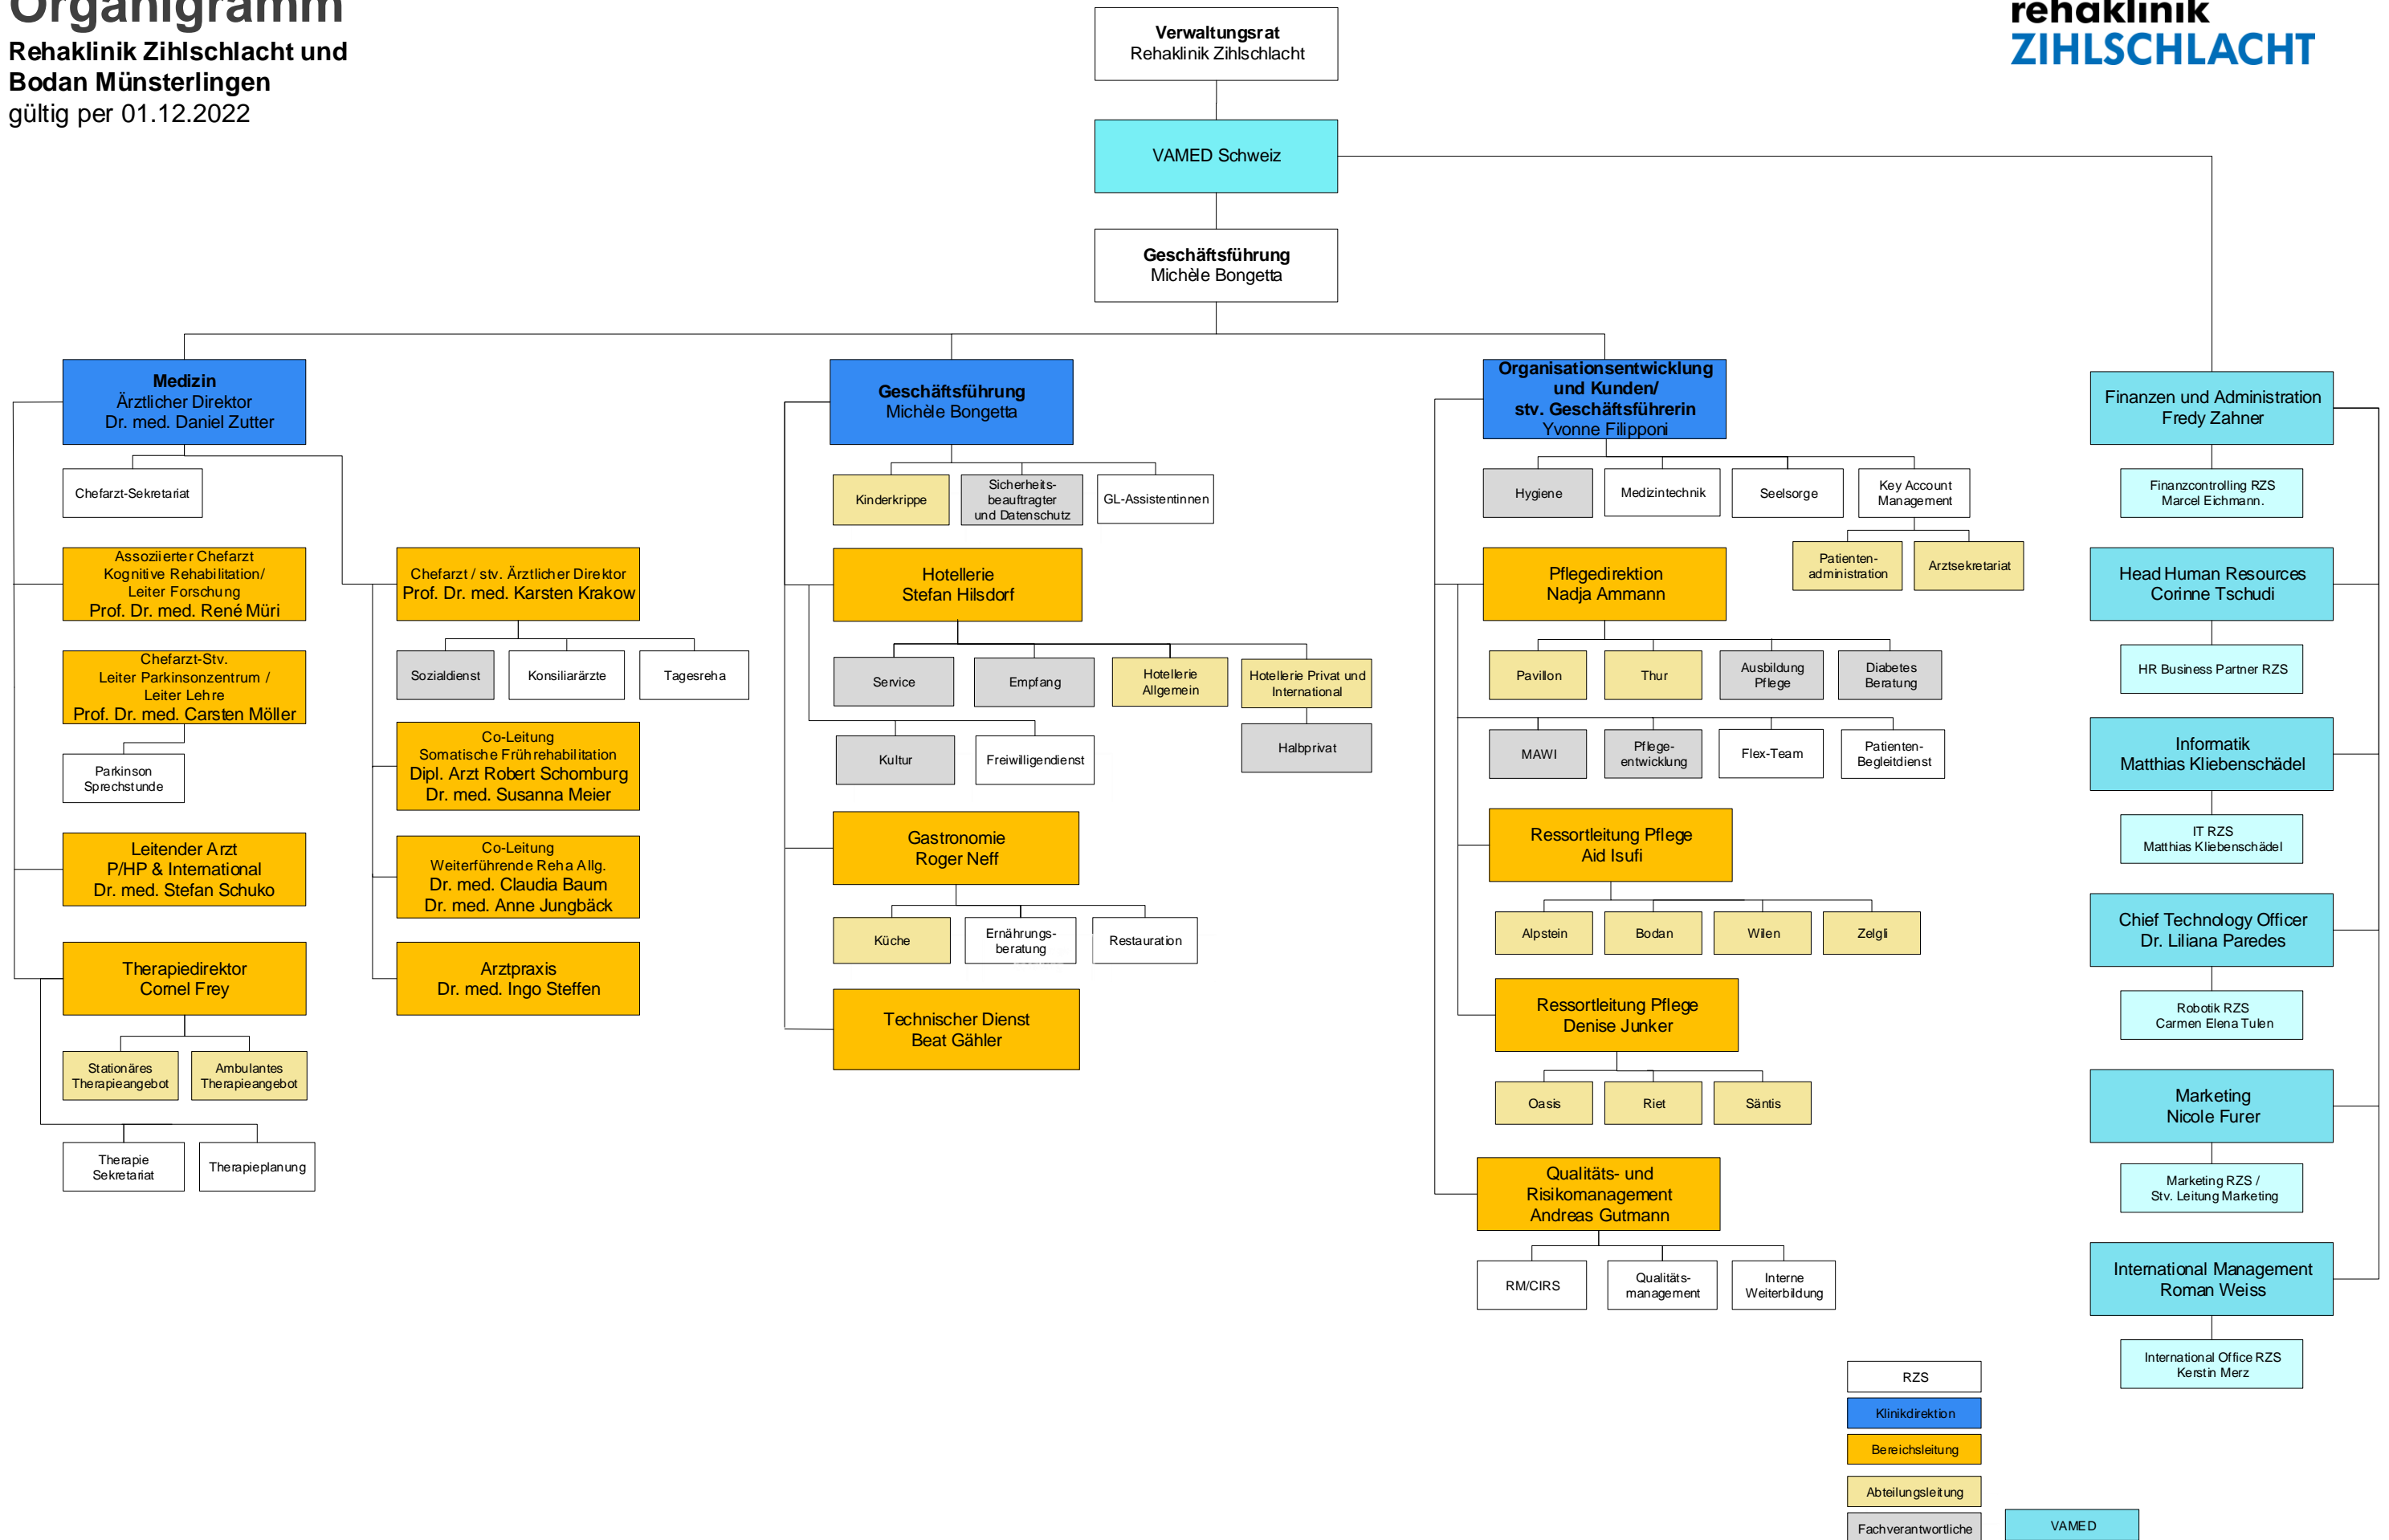 Organigramm
Rehaklinik Zihlschlacht und
Bodan Münsterlingen
gültig per 01.12.2022
rehaklinik
ZIHLSCHLACHT
Verwaltungsrat
Rehaklinik Zihlschlacht
VAMED Schweiz
Geschäftsführung
Michèle Bongetta
Medizin
Ärztlicher Direktor
Dr. med. Daniel Zutter
Chefarzt-Sekretariat
Assoziierter Chefarzt
Kognitive Rehabilitation/
Leiter Forschung
Prof. Dr. med. René Müri
Chefarzt-Stv.
Leiter Parkinsonzentrum /
Leiter Lehre
Prof. Dr. med. Carsten Möller
Parkinson
Sprechstunde
Leitender Arzt
P/HP & International
Dr. med. Stefan Schuko
Therapiedirektor
Cornel Frey
Stationäres
Therapieangebot
Ambulantes
Therapieangebot
Therapie
Sekretariat
Therapieplanung
Chefarzt / stv. Ärztlicher Direktor
Prof. Dr. med. Karsten Krakow
Sozialdienst
Konsiliarärzte
Tagesreha
Co-Leitung
Somatische Frührehabilitation
Dipl. Arzt Robert Schomburg
Dr. med. Susanna Meier
Co-Leitung
Weiterführende Reha Allg.
Dr. med. Claudia Baum
Dr. med. Anne Jungbäck
Arztpraxis
Dr. med. Ingo Steffen
Geschäftsführung
Michèle Bongetta
Kinderkrippe
Sicherheits-
beauftragter
und Datenschutz
GL-Assistentinnen
Hotellerie
Stefan Hilsdorf
Service
Empfang
Hotellerie
Allgemein
Hotellerie Privat und
International
Kultur
Freiwilligendienst
Halbprivat
Gastronomie
Roger Neff
Küche
Ernährungs-
beratung
Restauration
Technischer Dienst
Beat Gähler
Organisationsentwicklung
und Kunden/
stv. Geschäftsführerin
Yvonne Filipponi
Hygiene
Medizintechnik
Seelsorge
Key Account
Management
Patienten-
administration
Arztsekretariat
Pflegedirektion
Nadja Ammann
Pavillon
Thur
Ausbildung
Pflege
Diabetes
Beratung
MAWI
Pflege-
entwicklung
Flex-Team
Patienten-
Begleitdienst
Ressortleitung Pflege
Aid Isufi
Alpstein
Bodan
Wilen
Zelgli
Ressortleitung Pflege
Denise Junker
Oasis
Riet
Säntis
Qualitäts- und
Risikomanagement
Andreas Gutmann
RM/CIRS
Qualitäts-
management
Interne
Weiterbildung
Finanzen und Administration
Fredy Zahner
Finanzcontrolling RZS
Marcel Eichmann.
Head Human Resources
Corinne Tschudi
HR Business Partner RZS
Informatik
Matthias Kliebenschädel
IT RZS
Matthias Kliebenschädel
Chief Technology Officer
Dr. Liliana Paredes
Robotik RZS
Carmen Elena Tulen
Marketing
Nicole Furer
Marketing RZS /
Stv. Leitung Marketing
International Management
Roman Weiss
International Office RZS
Kerstin Merz
RZS
Klinikdirektion
Bereichsleitung
Abteilungsleitung
Fachverantwortliche
VAMED